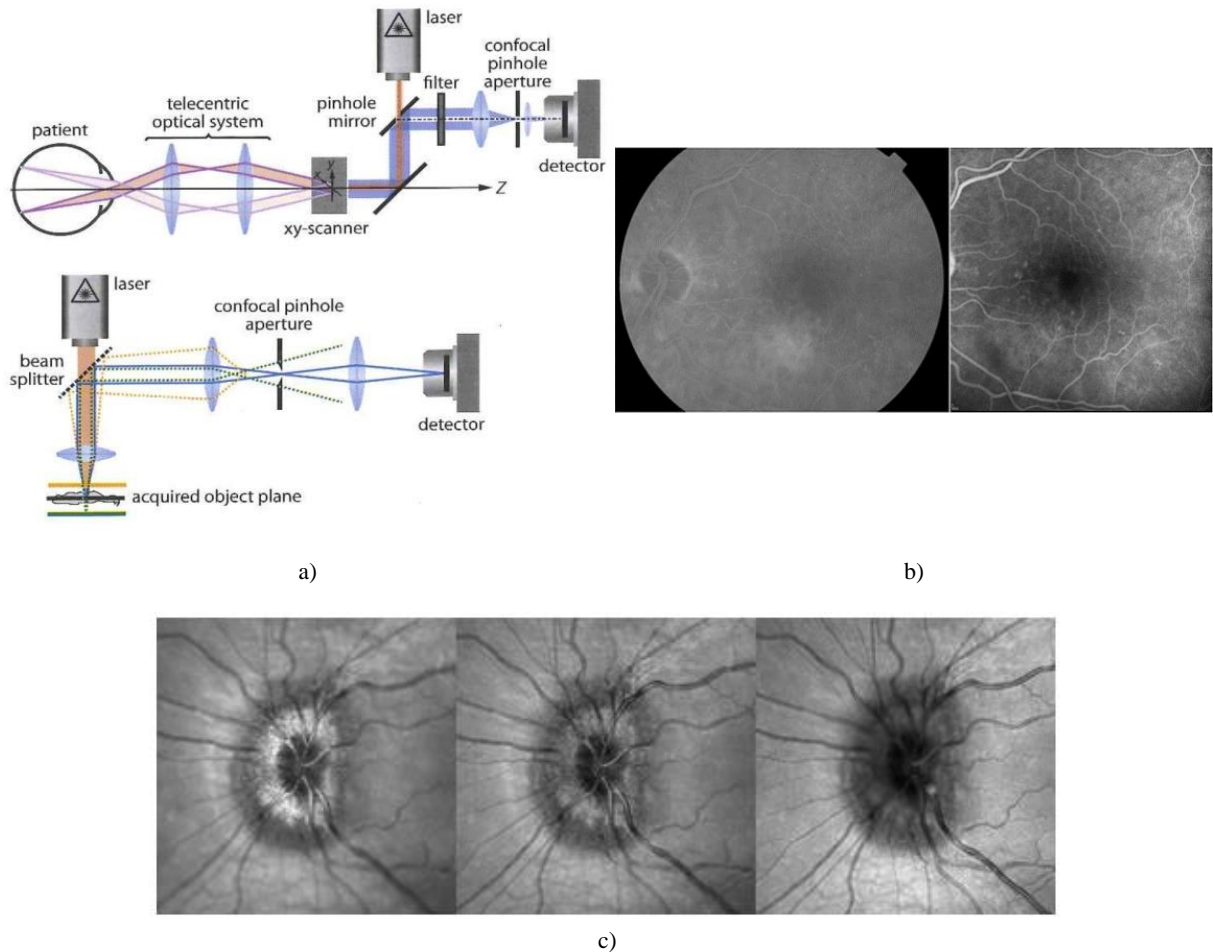 laser
confocal
pinhole
aperture
filter
pinhole
mirror
telecentric
optical system
patient
detector
y
x
Z
xy-scanner
laser
confocal pinhole
aperture
beam
splitter
detector
acquired object plane
a)
b)
c)